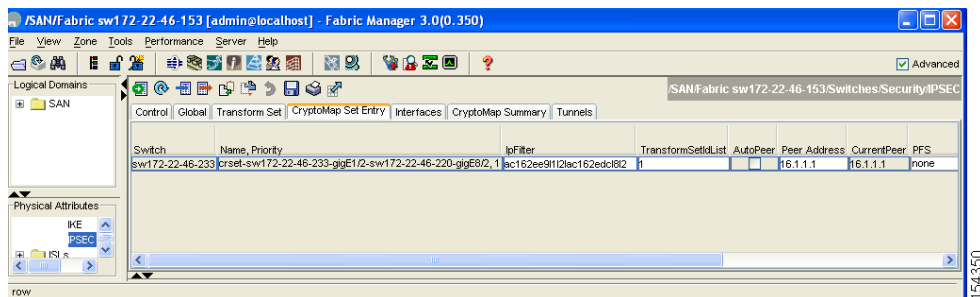 /SAN/Fabric sw172-22-46-153 [admin@localhost] - Fabric Manager 3.0(0.350)
File View Zone Tools Performance Server Help
Advanced
Logical Domains
/SAN/Fabric sw172-22-46-153/Switches/Security/IPSEC
SAN
Control Global Transform Set CryptoMap Set Entry Interfaces CryptoMap Summary Tunnels
Switch Name, Priority IpFilter TransformSetIdList AutoPeer Peer Address CurrentPeer PFS
sw172-22-46-233 crset-sw172-22-46-233-gigE1/2-sw172-22-46-220-gigE8/2, 1 1 16.1.1.1 16.1.1.1 none
Physical Attributes
IKE
IPSEC
ISLs
row
154350